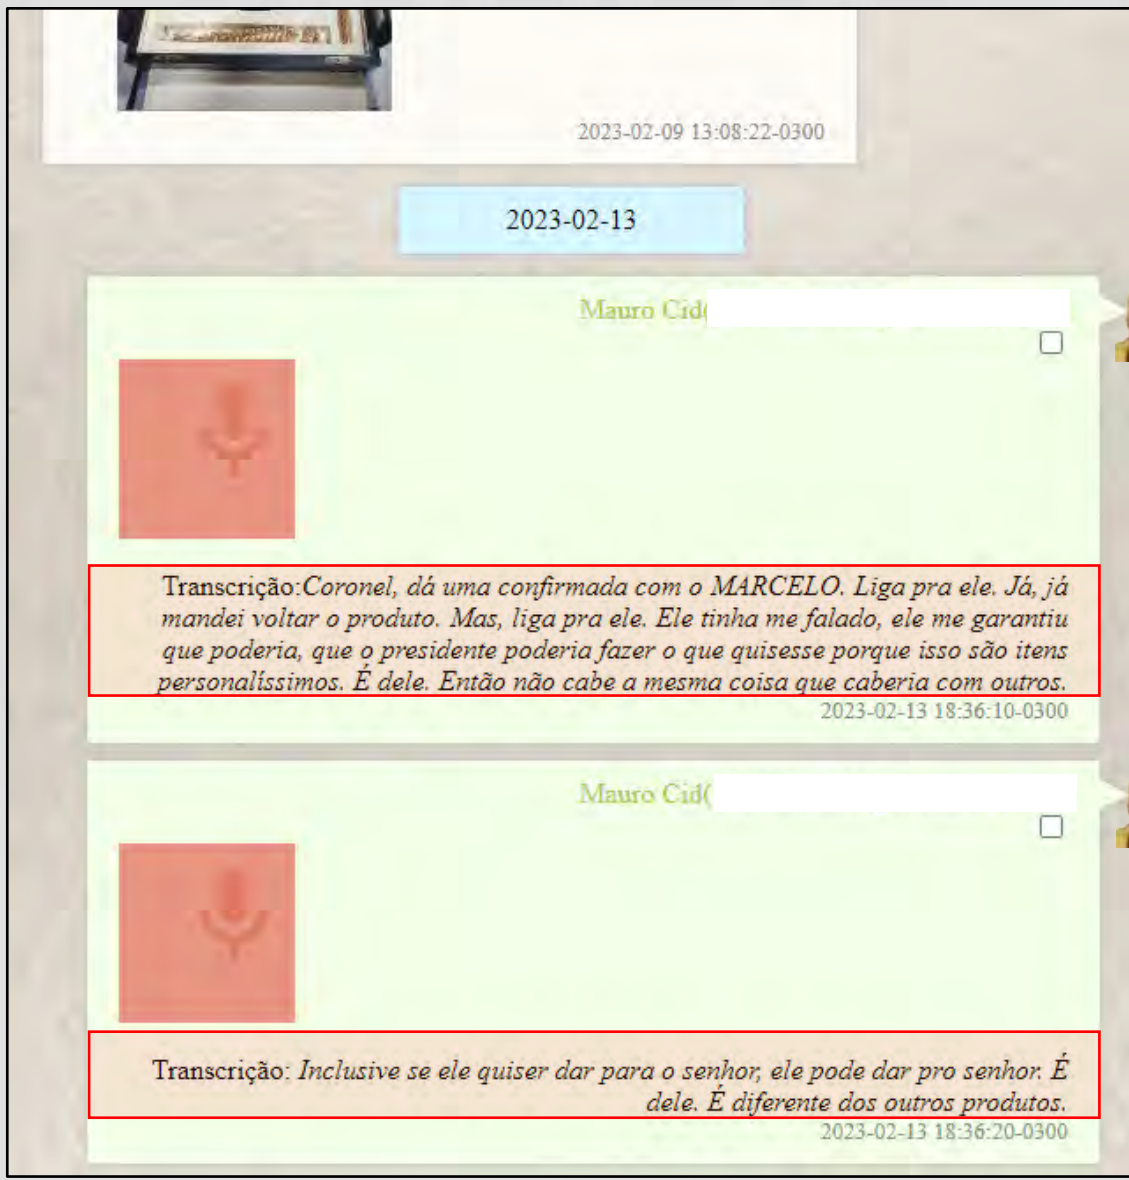 2023-02-09 13:08:22-0300
2023-02-13
Mauro Cid(
Transcrição:Coronel, dá uma confirmada com o MARCELO. Liga pra ele. Já, já
mandei voltar o produto. Mas, liga pra ele. Ele tinha me falado, ele me garantiu
que poderia, que o presidente poderia fazer o que quisesse porque isso são itens
personalíssimos. É dele. Então não cabe a mesma coisa que caberia com outros.
2023-02-13 18:36:10-0300
Mauro Cid(
Transcrição: Inclusive se ele quiser dar para o senhor, ele pode dar pro senhor. É
dele. É diferente dos outros produtos.
2023-02-13 18:36:20-0300